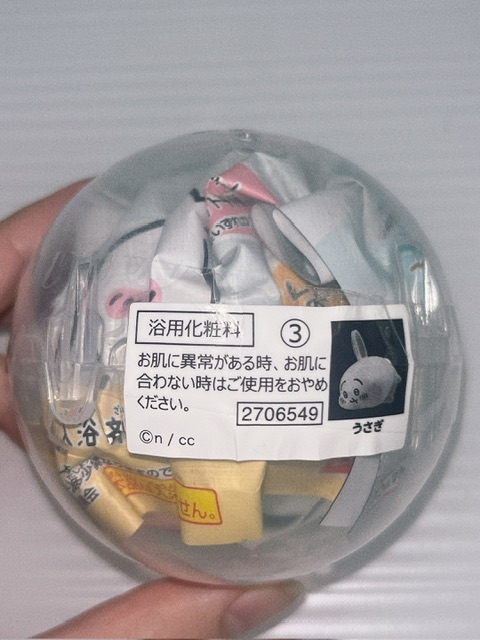 浴用化粧料
③
お肌に異常がある時、お肌に
合わない時はご使用をおやめ
ください。
2706549
©n / cc
うさぎ
入浴剤
せん。